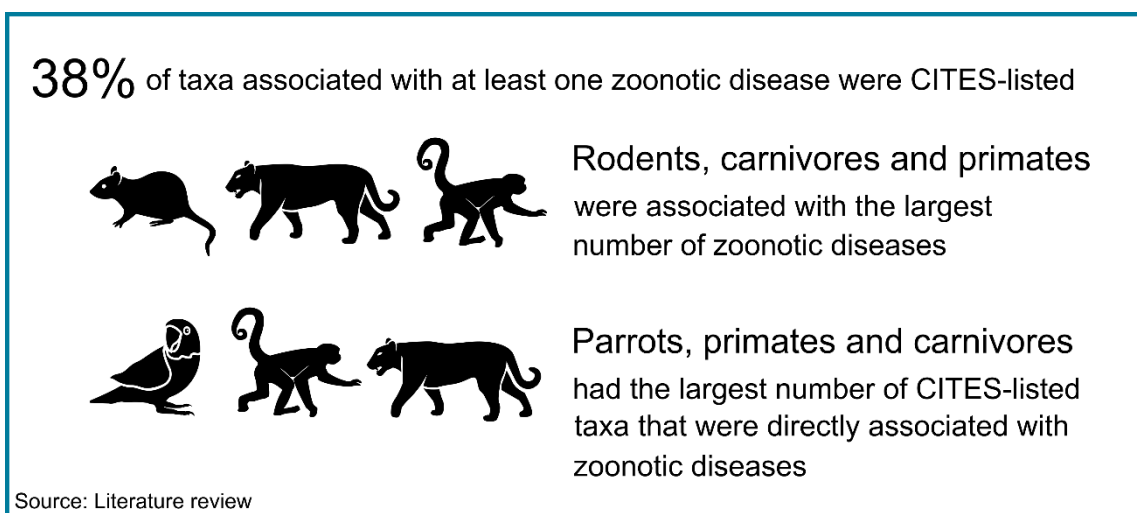 38% of taxa associated with at least one zoonotic disease were CITES-listed
Rodents, carnivores and primates
were associated with the largest
number of zoonotic diseases
Parrots, primates and carnivores
had the largest number of CITES-listed
taxa that were directly associated with
zoonotic diseases
Source: Literature review